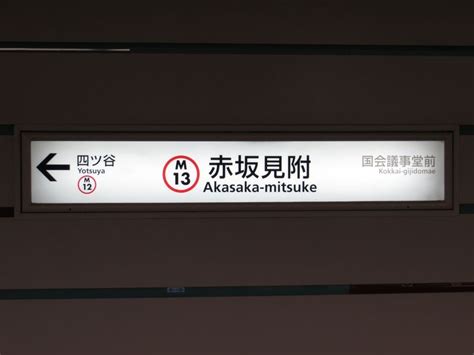 四ツ谷
Yotsuya
M
12
M
13
赤坂見附
Akasaka-mitsuke
国会議事堂前
Kokkai-gijidomae